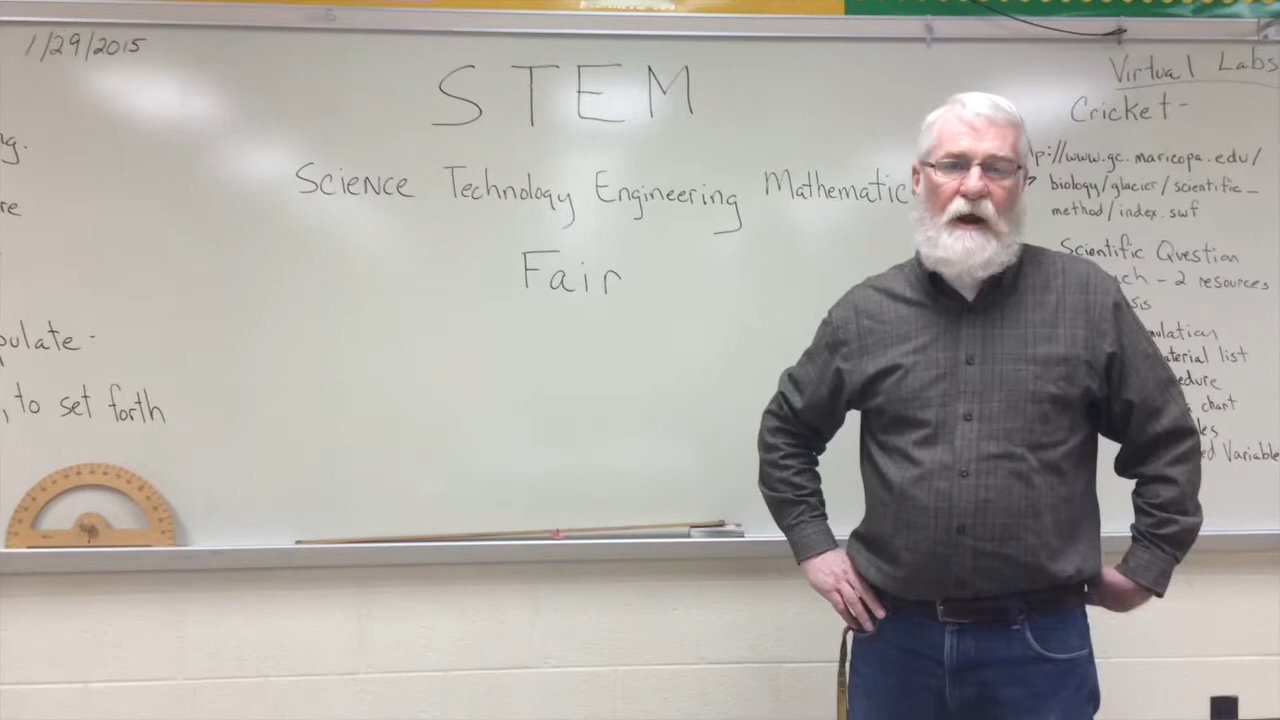 1/29/2015
STEM
Science Technology Engineering Mathematic
Fair
ng.
re
pulate-
, to set forth
Virtual Labs
Cricket-
p://www.gc.maricopa.edu/
biology/glacier/scientific_
method/index.swf
Scientific Question
ch - 2 resources
sis
ulation
aterial list
edure
chart
les
ed Variable